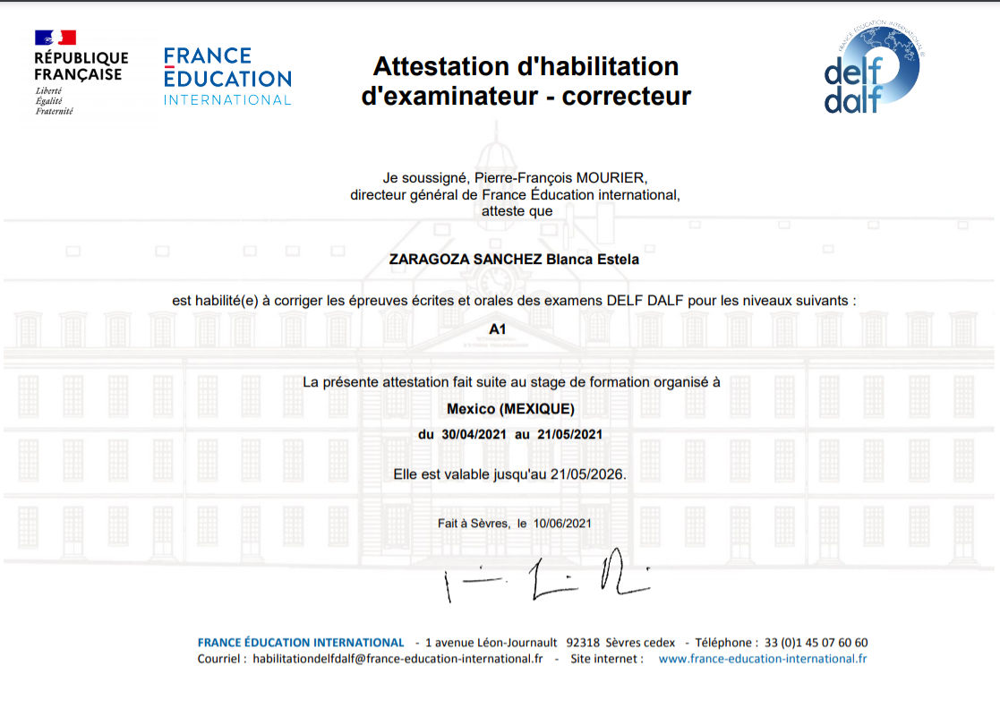 RÉPUBLIQUE
FRANÇAISE
Liberté
Égalité
Fraternité
FRANCE
ÉDUCATION
INTERNATIONAL
Attestation d'habilitation
d'examinateur - correcteur
FRANCE ÉDUCATION INTERNATIONAL ®
delf
dalf
Je soussigné, Pierre-François MOURIER,
directeur général de France Éducation international,
atteste que
ZARAGOZA SANCHEZ Blanca Estela
est habilité(e) à corriger les épreuves écrites et orales des examens DELF DALF pour les niveaux suivants :
A1
La présente attestation fait suite au stage de formation organisé à
Mexico (MEXIQUE)
du 30/04/2021 au 21/05/2021
Elle est valable jusqu'au 21/05/2026.
Fait à Sèvres, le 10/06/2021
FRANCE ÉDUCATION INTERNATIONAL - 1 avenue Léon-Journault 92318 Sèvres cedex - Téléphone : 33 (0)1 45 07 60 60
Courriel : habilitationdelfdalf@france-education-international.fr - Site internet : www.france-education-international.fr